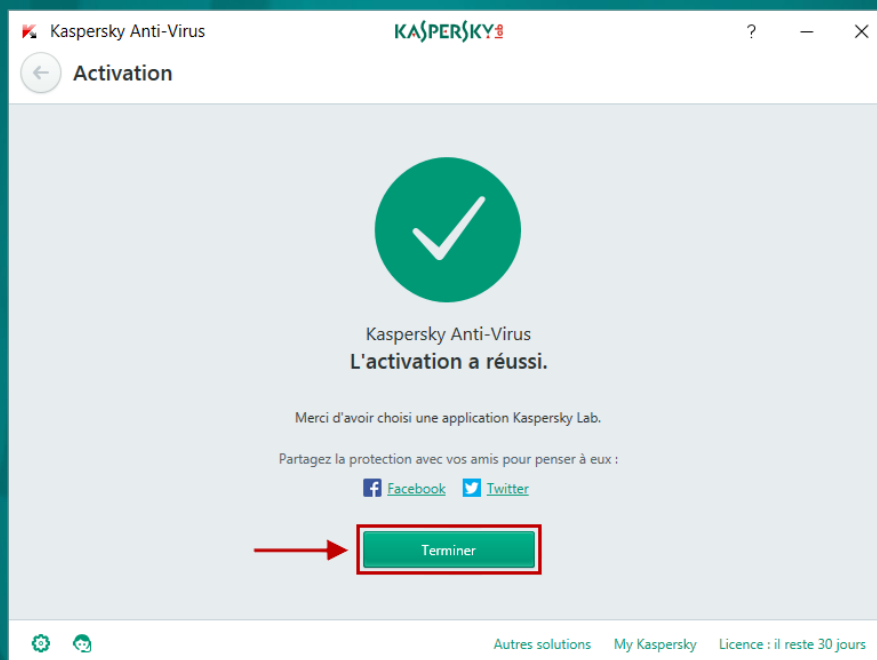 Kaspersky Anti-Virus KASPERSKY lab ?
Activation
Kaspersky Anti-Virus
L'activation a réussi.
Merci d'avoir choisi une application Kaspersky Lab.
Partagez la protection avec vos amis pour penser à eux :
Facebook Twitter
Terminer
Autres solutions My Kaspersky Licence : il reste 30 jours